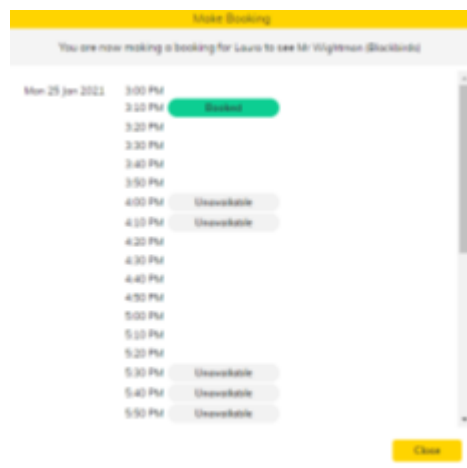 Make Booking
You are now making a booking for Laura to see Mr Wightman (Blackbirds)
Mon 25 Jan 2021 3:00 PM
3:10 PM Booked
3:20 PM
3:30 PM
3:40 PM
3:50 PM
4:00 PM Unavailable
4:10 PM Unavailable
4:20 PM
4:30 PM
4:40 PM
4:50 PM
5:00 PM
5:10 PM
5:20 PM
5:30 PM Unavailable
5:40 PM Unavailable
5:50 PM Unavailable
Close